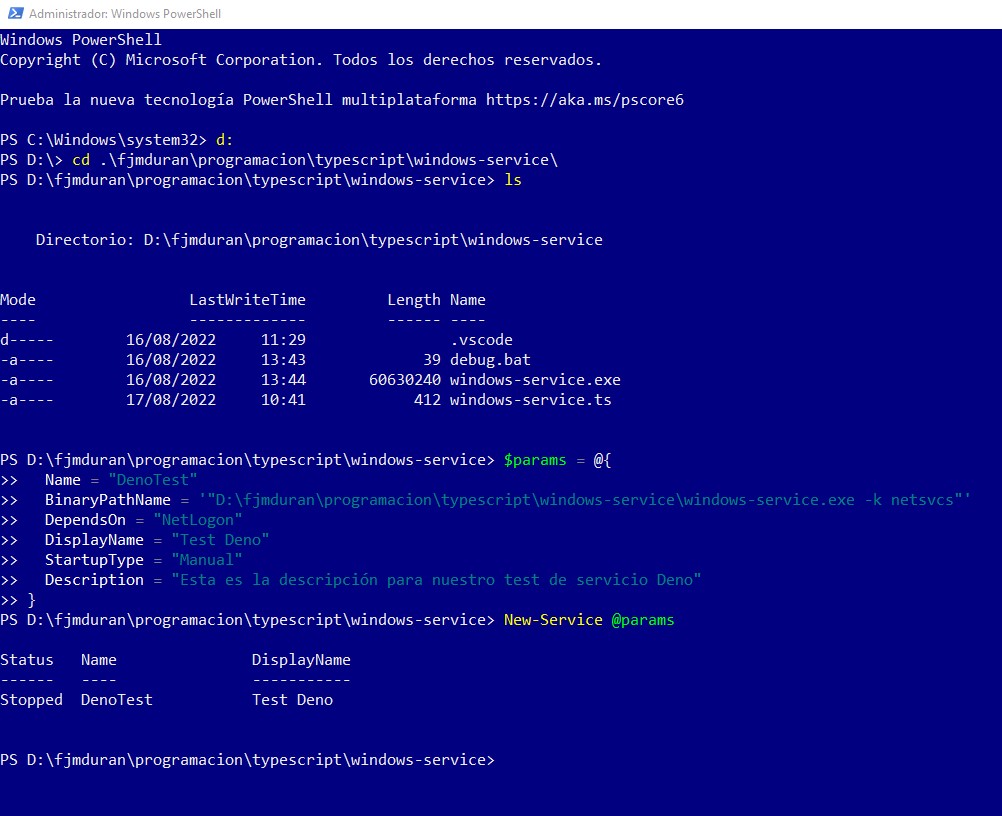 Administrador: Windows PowerShell
Windows PowerShell
Copyright (C) Microsoft Corporation. Todos los derechos reservados.
Prueba la nueva tecnología PowerShell multiplataforma https://aka.ms/pscore6
PS C:\Windows\system32> d:
PS D:\> cd .\fjmduran\programacion\typescript\windows-service\
PS D:\fjmduran\programacion\typescript\windows-service> ls
Directorio: D:\fjmduran\programacion\typescript\windows-service
Mode LastWriteTime Length Name
---- ------------- ------ ----
d----- 16/08/2022 11:29 .vscode
-a---- 16/08/2022 13:43 39 debug.bat
-a---- 16/08/2022 13:44 60630240 windows-service.exe
-a---- 17/08/2022 10:41 412 windows-service.ts
PS D:\fjmduran\programacion\typescript\windows-service> $params = @{
>> Name = "DenoTest"
>> BinaryPathName = '"D:\fjmduran\programacion\typescript\windows-service\windows-service.exe -k netsvcs"'
>> DependsOn = "NetLogon"
>> DisplayName = "Test Deno"
>> StartupType = "Manual"
>> Description = "Esta es la descripción para nuestro test de servicio Deno"
>> }
PS D:\fjmduran\programacion\typescript\windows-service> New-Service @params
Status Name DisplayName
------ ---- -----------
Stopped DenoTest Test Deno
PS D:\fjmduran\programacion\typescript\windows-service>